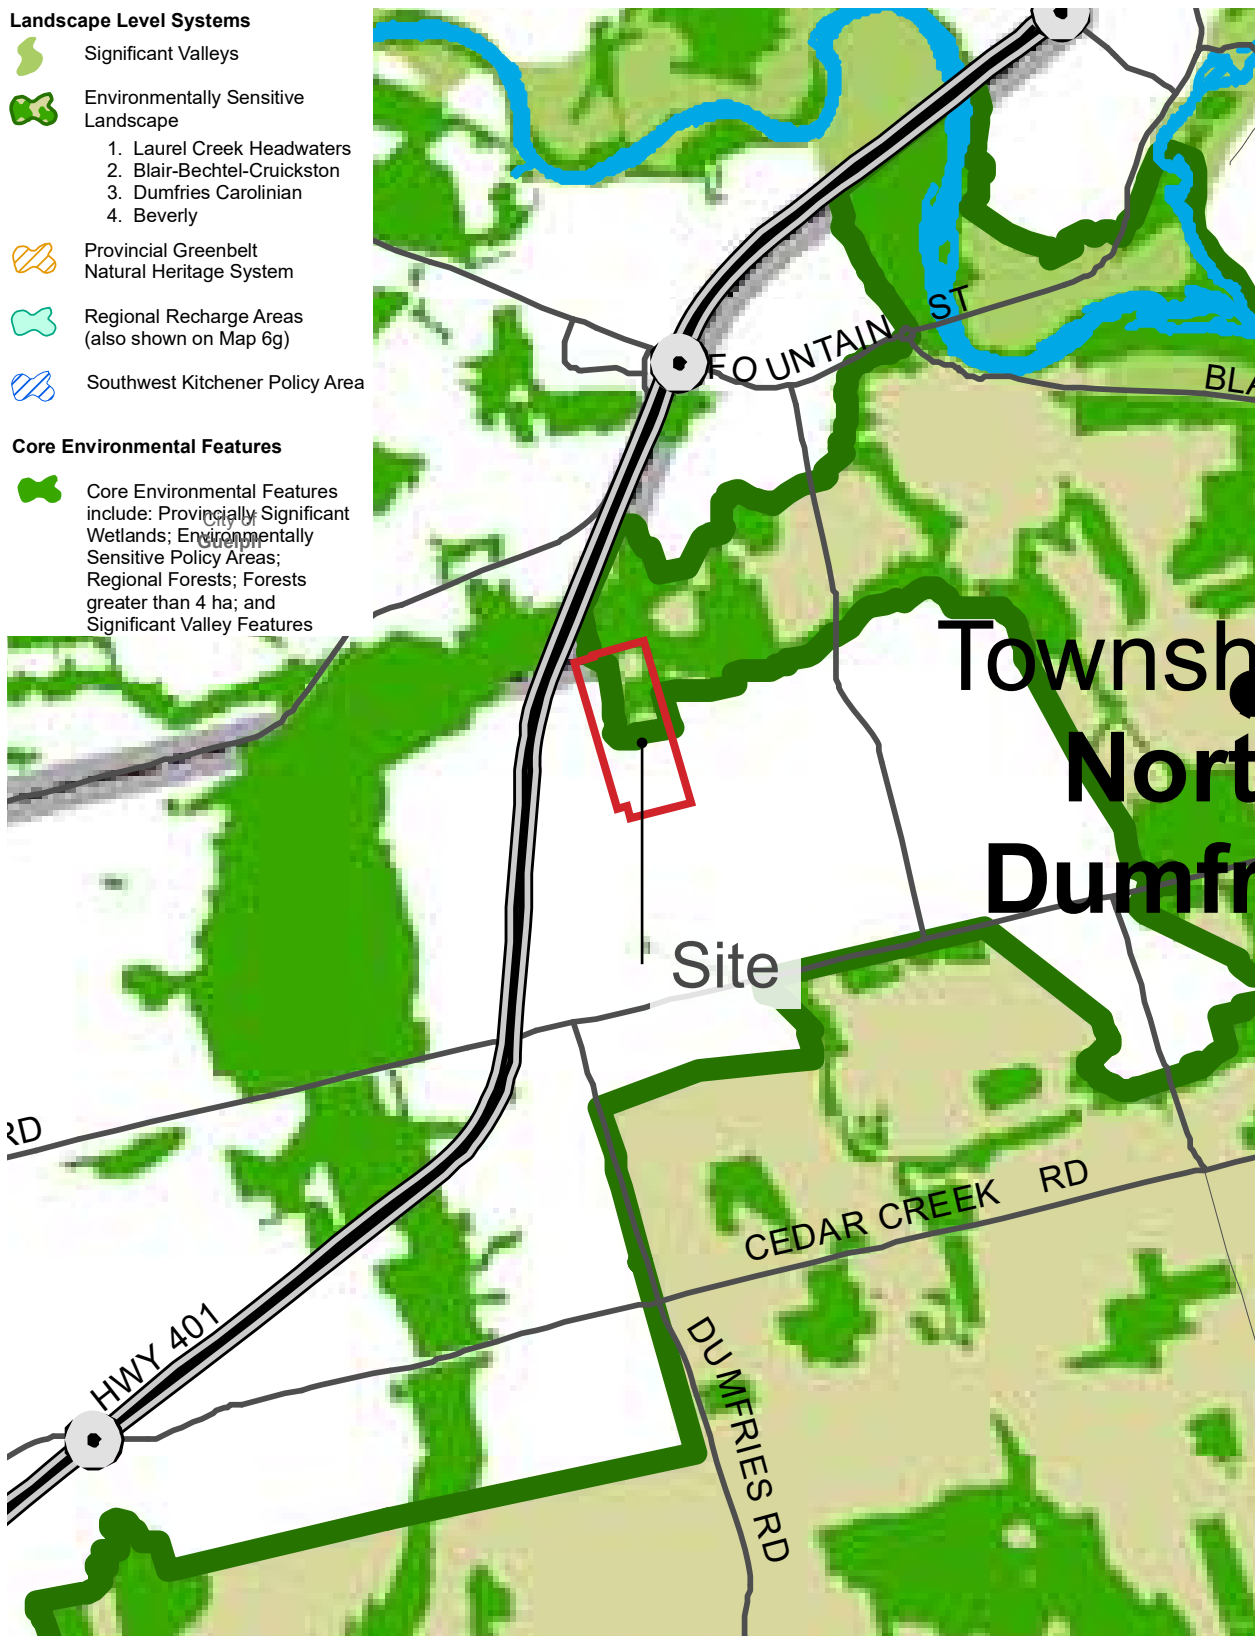 Landscape Level Systems
Significant Valleys
Environmentally Sensitive
Landscape
1. Laurel Creek Headwaters
2. Blair-Bechtel-Cruickston
3. Dumfries Carolinian
4. Beverly
Provincial Greenbelt
Natural Heritage System
Regional Recharge Areas
(also shown on Map 6g)
Southwest Kitchener Policy Area
Core Environmental Features
Core Environmental Features
include: Provincially Significant
Wetlands; Environmentally
Sensitive Policy Areas;
Regional Forests; Forests
greater than 4 ha; and
Significant Valley Features
City of
Guelph
FOUNTAIN ST
BLA
Townsh
Nort
Dumfr
Site
RD
CEDAR CREEK RD
HWY 401
DUMFRIES RD